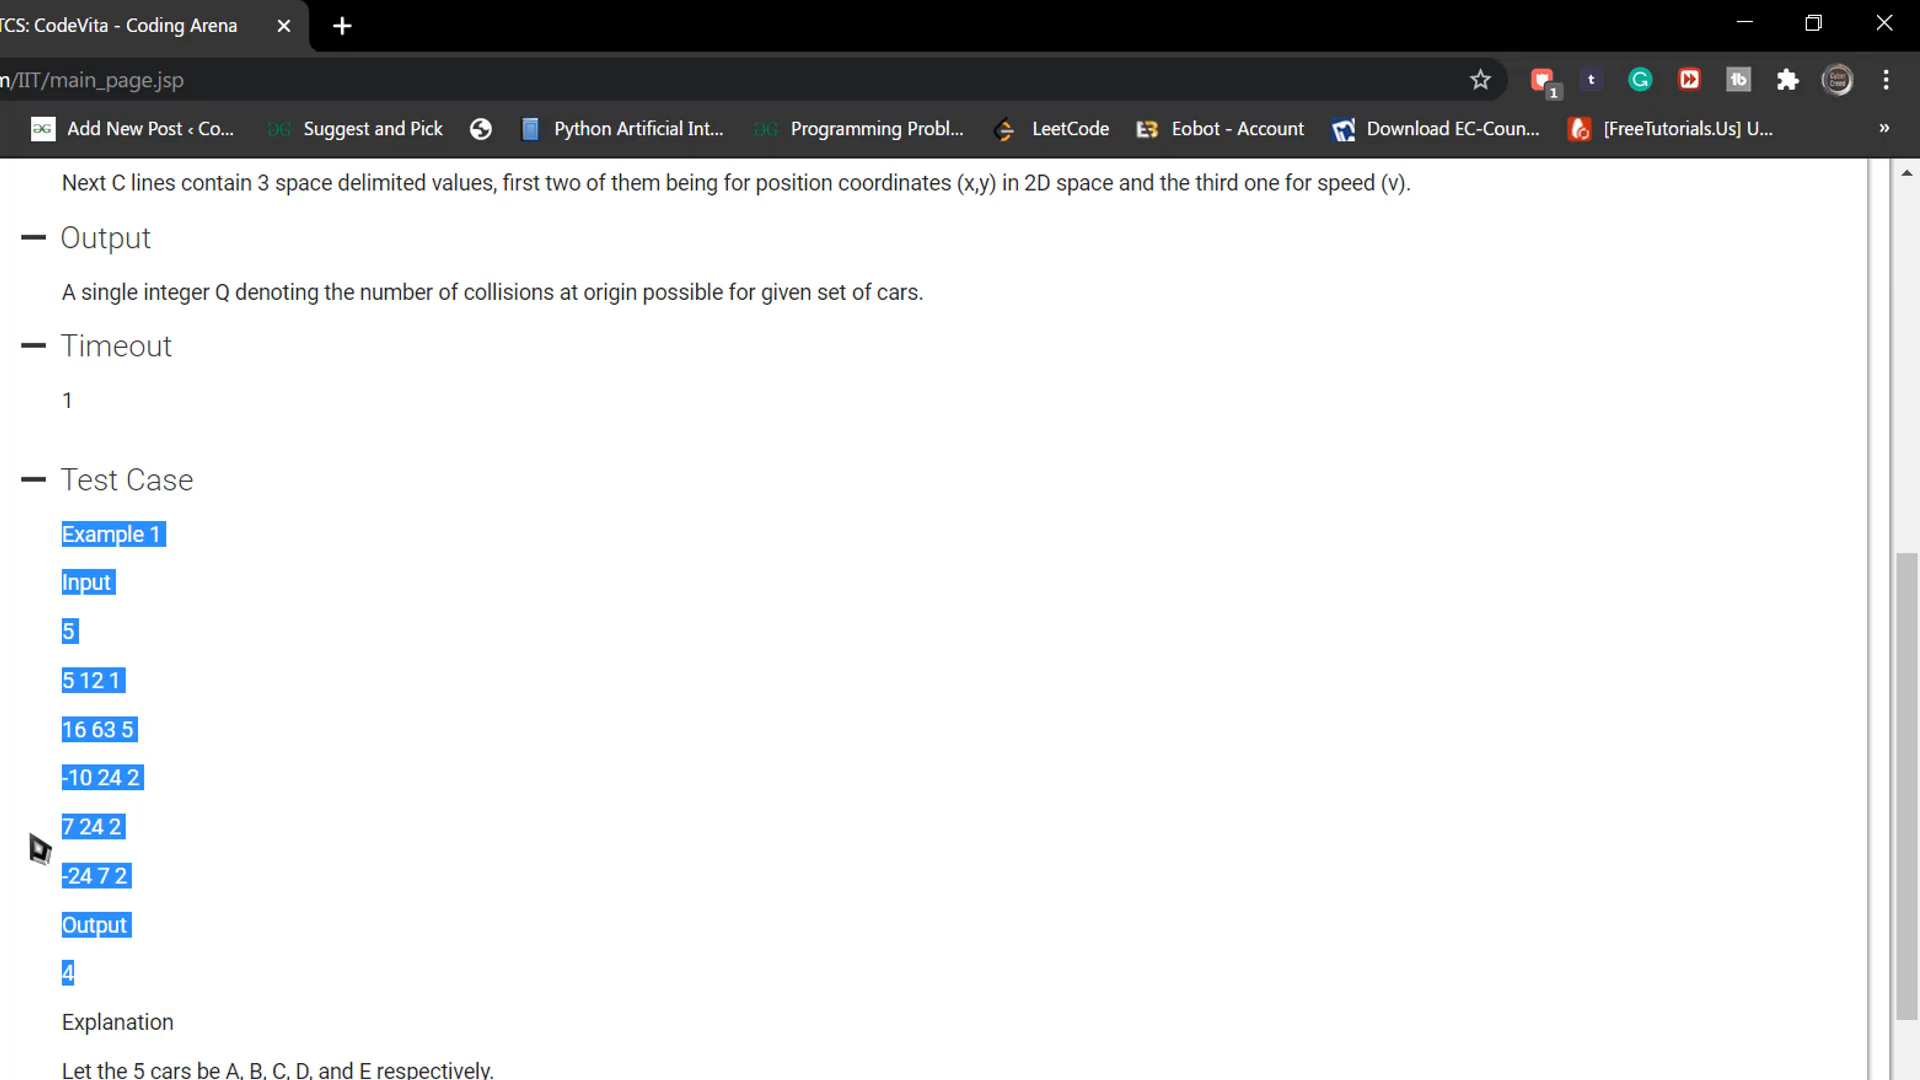 TCS: CodeVita - Coding Arena
m/IIT/main_page.jsp
1
t
G
tb
Add New Post ‹ Co...
Suggest and Pick
Python Artificial Int...
Programming Probl...
LeetCode
Eobot - Account
Download EC-Coun...
[FreeTutorials.Us] U...
»
Next C lines contain 3 space delimited values, first two of them being for position coordinates (x,y) in 2D space and the third one for speed (v).
Output
A single integer Q denoting the number of collisions at origin possible for given set of cars.
Timeout
1
Test Case
Example 1
Input
5
5 12 1
16 63 5
-10 24 2
7 24 2
-24 7 2
Output
4
Explanation
Let the 5 cars be A, B, C, D, and E respectively.